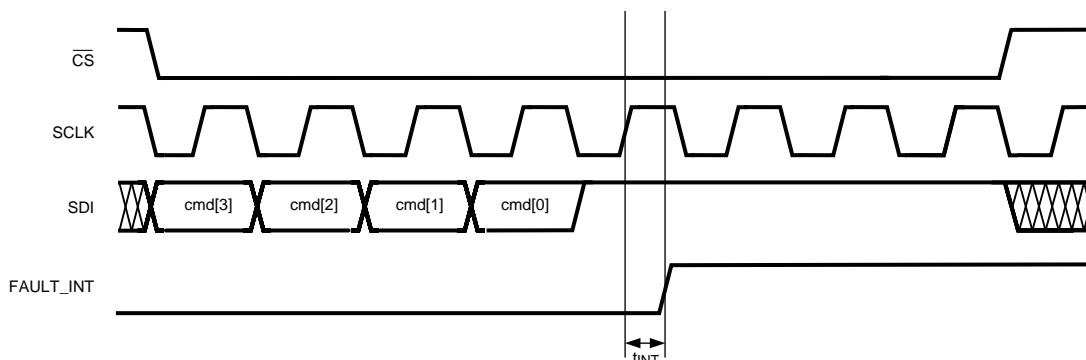 CS
SCLK
SDI
cmd[3] cmd[2] cmd[1] cmd[0]
FAULT_INT
tINT